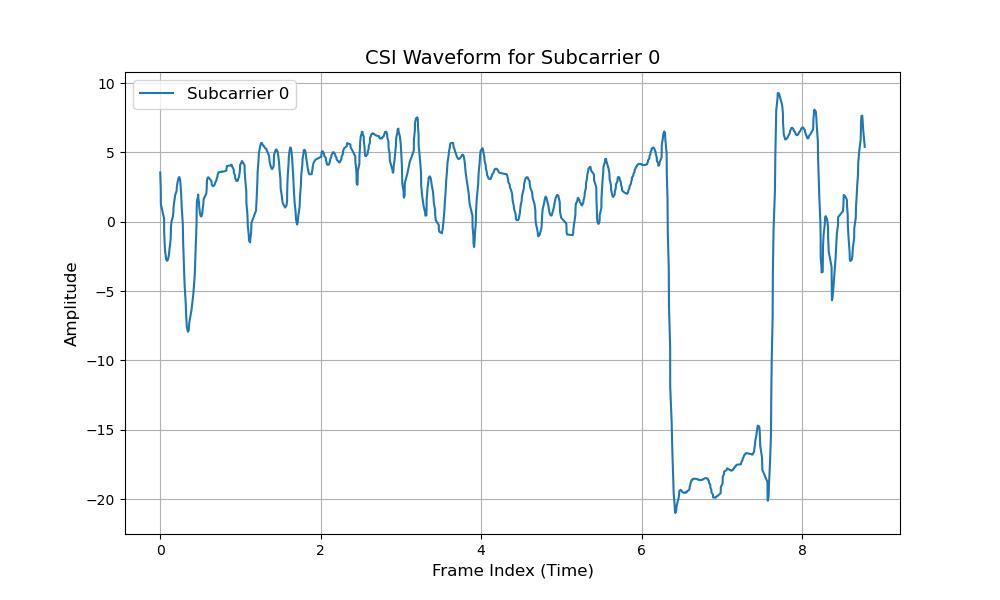 CSI Waveform for Subcarrier 0
Subcarrier 0
10
5
0
−5
−10
−15
−20
Amplitude
0 2 4 6 8
Frame Index (Time)